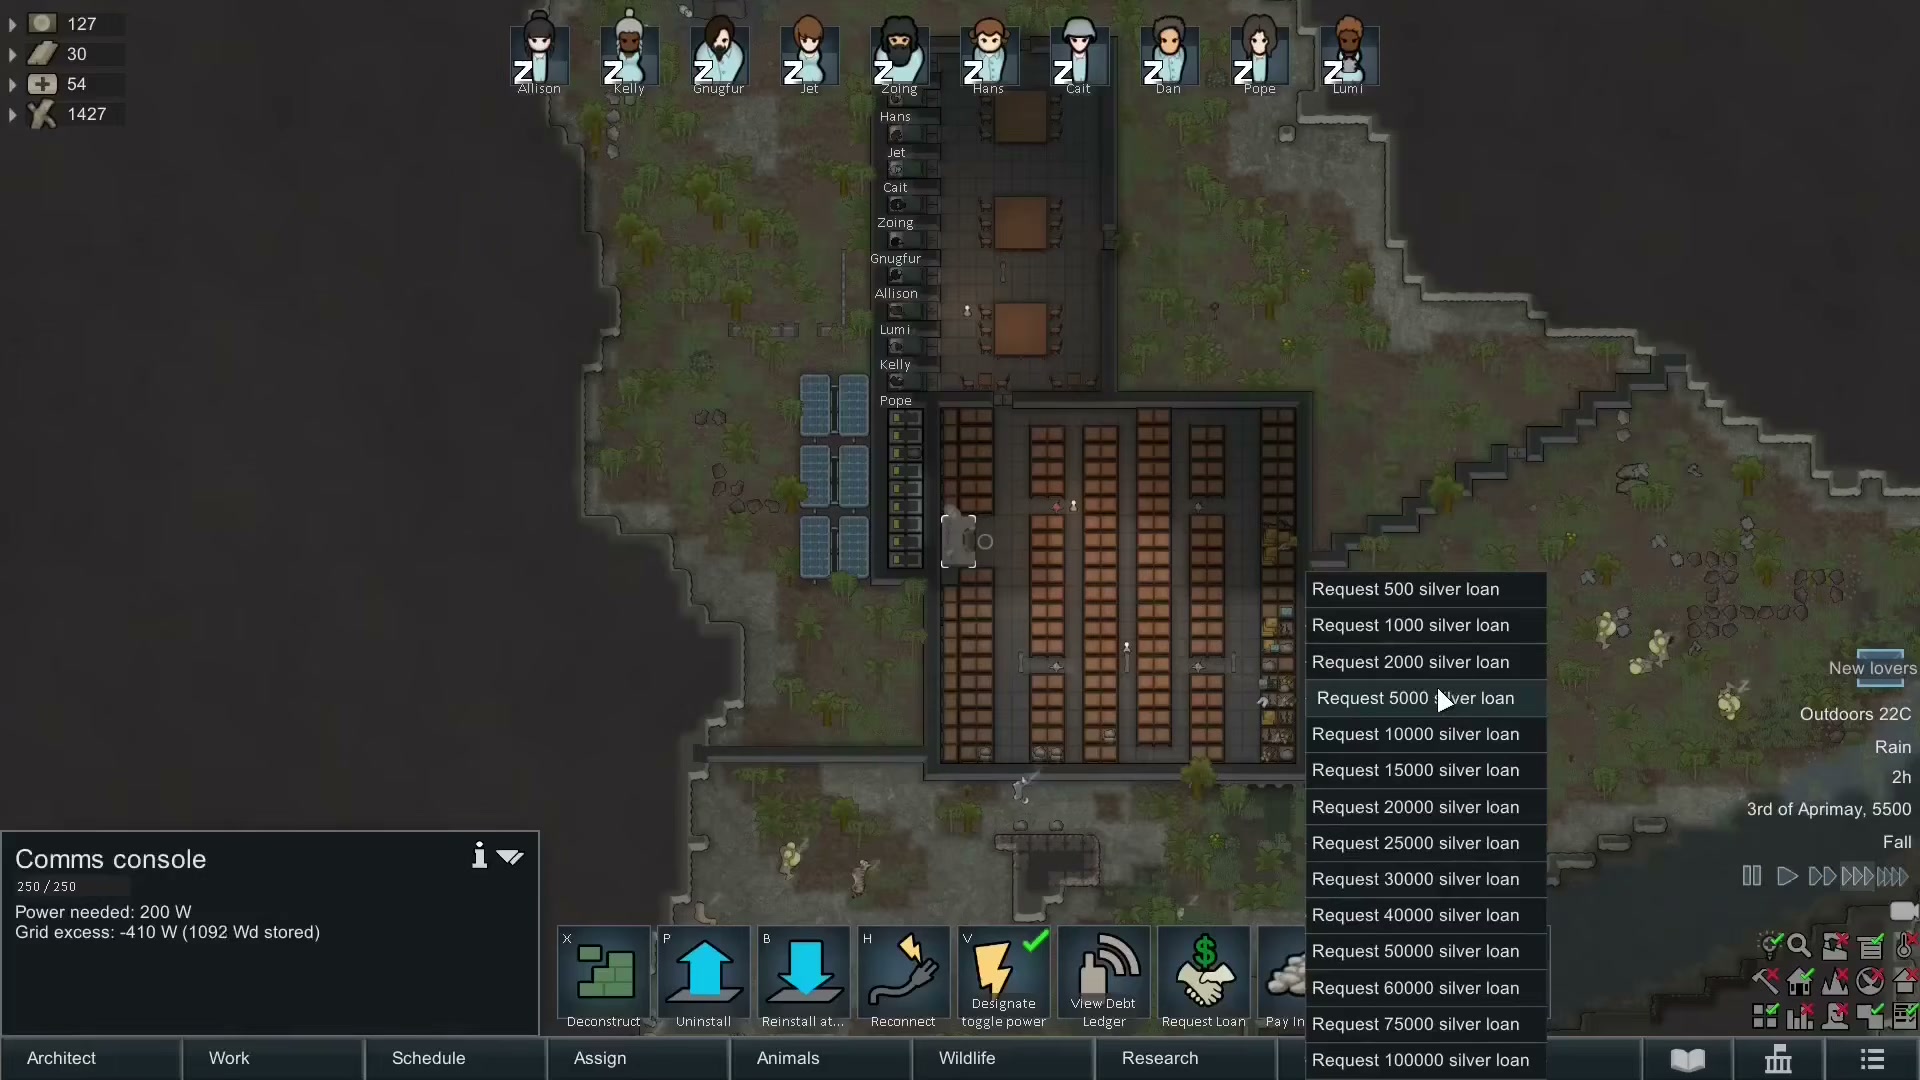 127
30
54
1427
Z
Z
Z
Z
Z
Z
Z
Z
Z
Z
Allison
Kelly
Gnugfur
Jet
Zoing
Hans
Cait
Dan
Pope
Lumi
Hans
Jet
Cait
Zoing
Gnugfur
Allison
Lumi
Kelly
Pope
Request 500 silver loan
Request 1000 silver loan
Request 2000 silver loan
Request 5000 silver loan
Request 10000 silver loan
Request 15000 silver loan
Request 20000 silver loan
Request 25000 silver loan
Request 30000 silver loan
Request 40000 silver loan
Request 50000 silver loan
Request 60000 silver loan
Request 75000 silver loan
Request 100000 silver loan
New lovers
Outdoors 22C
Rain
2h
3rd of Aprimay, 5500
Fall
Comms console
250 / 250
Power needed: 200 W
Grid excess: -410 W (1092 Wd stored)
X
Deconstruct
P
Uninstall
B
Reinstall at...
H
Reconnect
V
Designate
toggle power
View Debt
Ledger
Request Loan
Pay In
Architect
Work
Schedule
Assign
Animals
Wildlife
Research